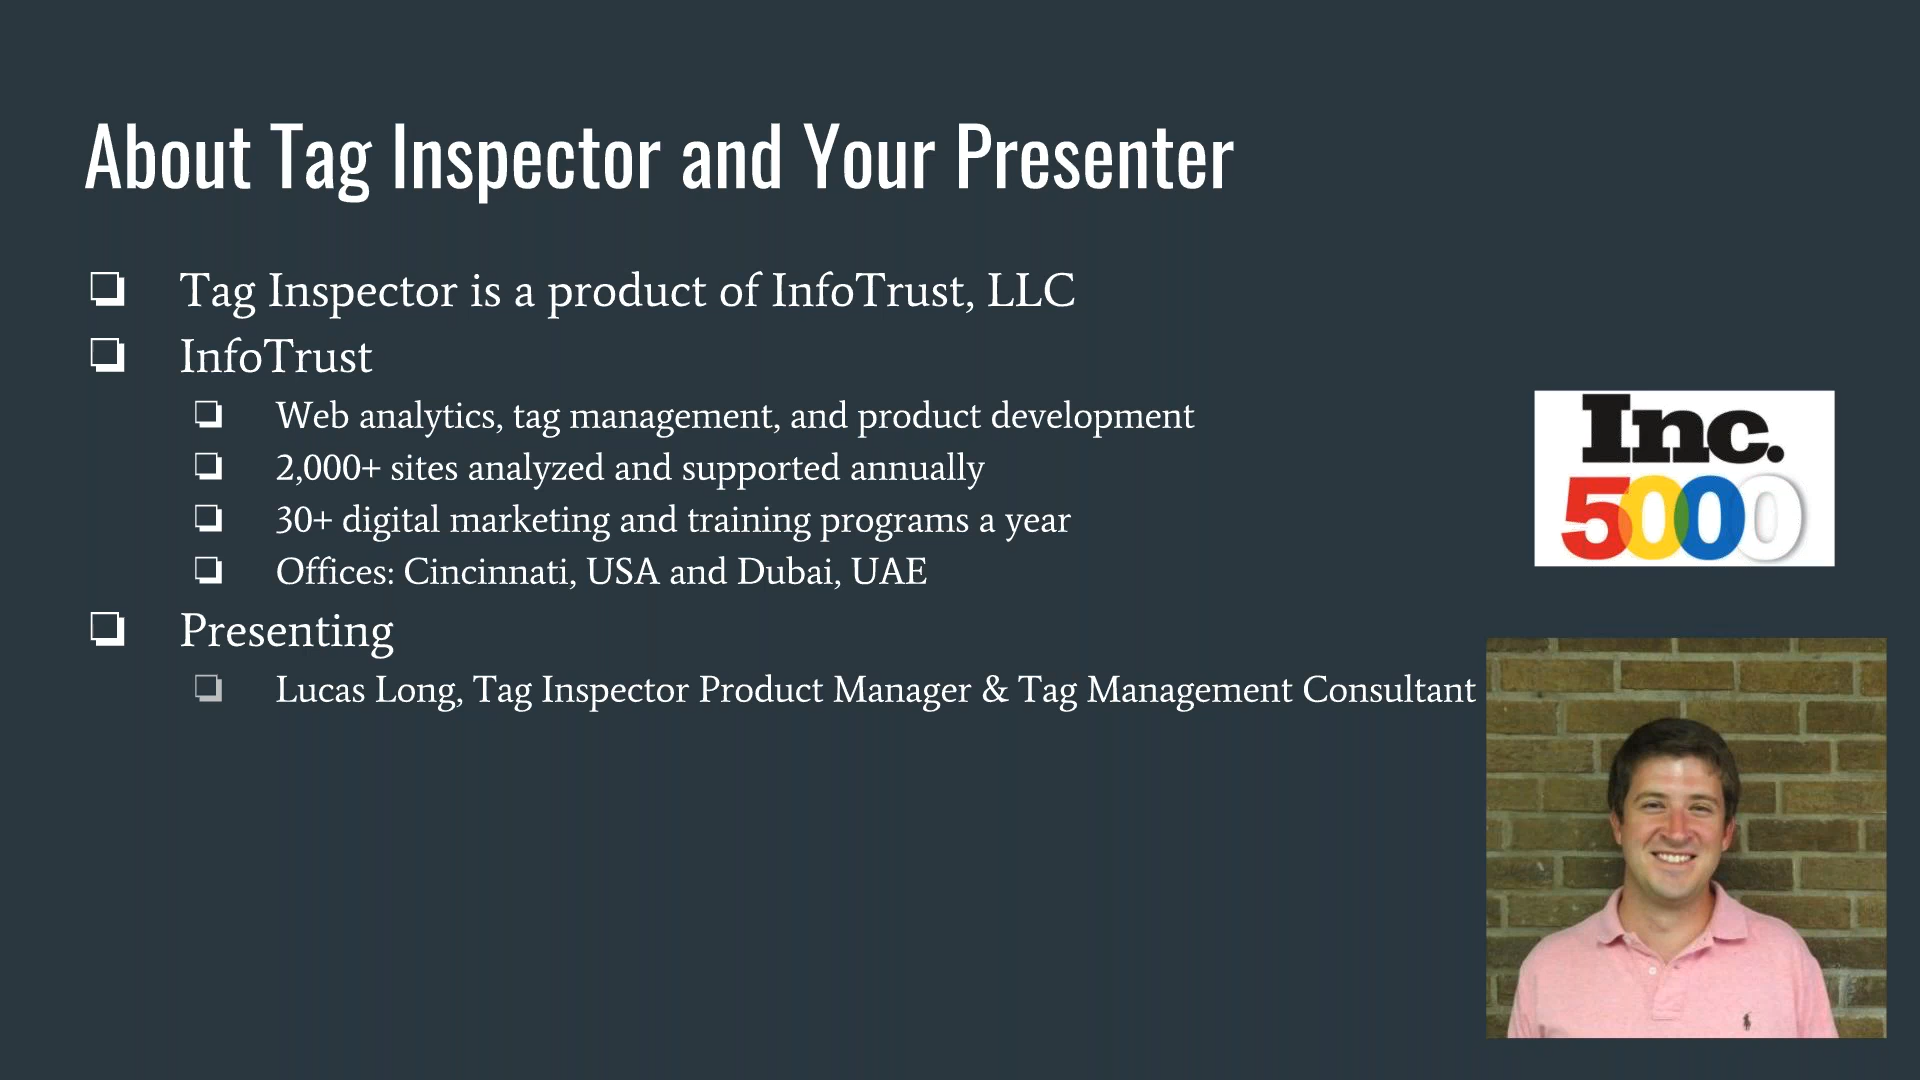 About Tag Inspector and Your Presenter
Tag Inspector is a product of InfoTrust, LLC
InfoTrust
Web analytics, tag management, and product development
2,000+ sites analyzed and supported annually
30+ digital marketing and training programs a year
Offices: Cincinnati, USA and Dubai, UAE
Presenting
Lucas Long, Tag Inspector Product Manager & Tag Management Consultant
Inc.
5000